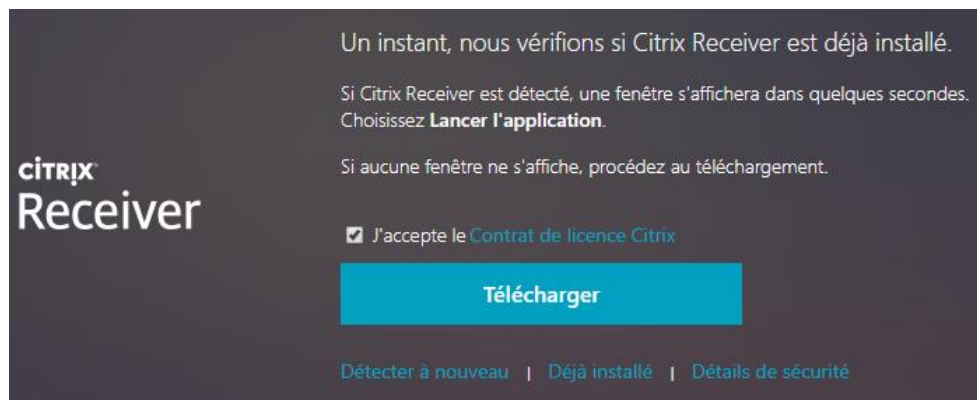 Un instant, nous vérifions si Citrix Receiver est déjà installé.
Si Citrix Receiver est détecté, une fenêtre s'affichera dans quelques secondes.
Choisissez Lancer l'application.
Si aucune fenêtre ne s'affiche, procédez au téléchargement.
CİTRIX
Receiver
J'accepte le Contrat de licence Citrix
Télécharger
Détecter à nouveau | Déjà installé | Détails de sécurité